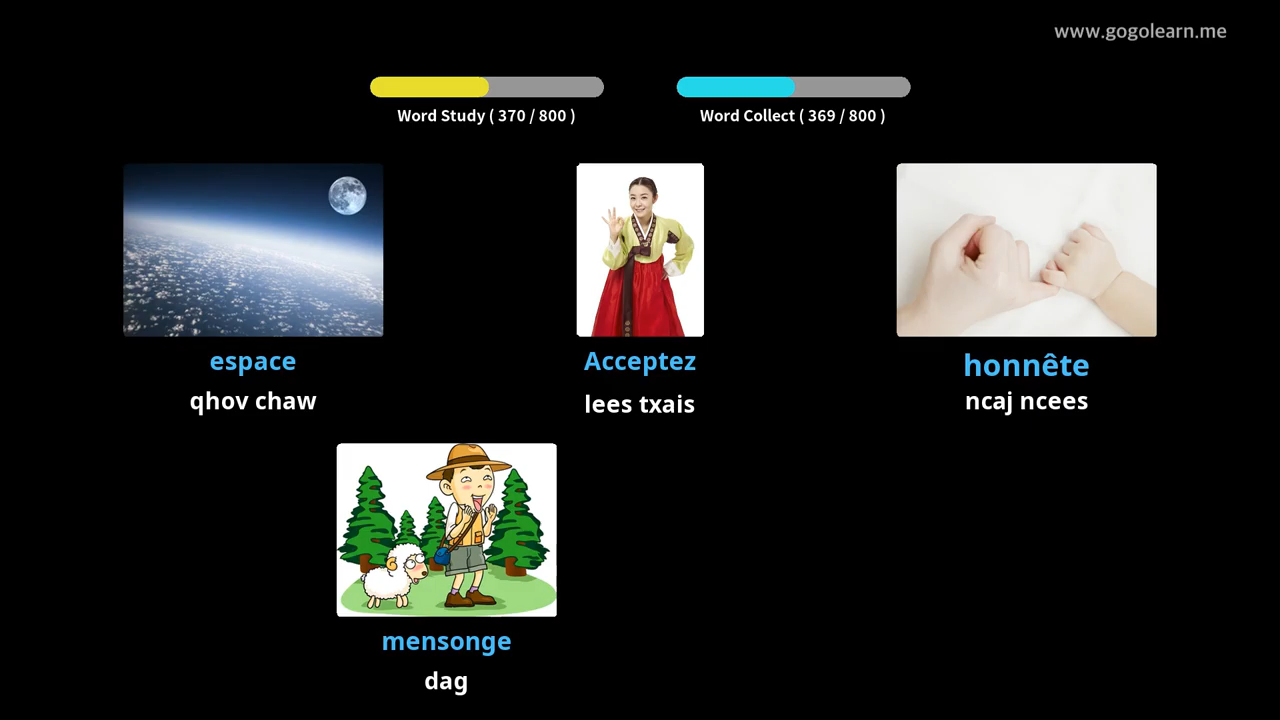 www.gogolearn.me
Word Study ( 370 / 800 )
Word Collect ( 369 / 800 )
espace
qhov chaw
Acceptez
lees txais
honnête
ncaj ncees
mensonge
dag